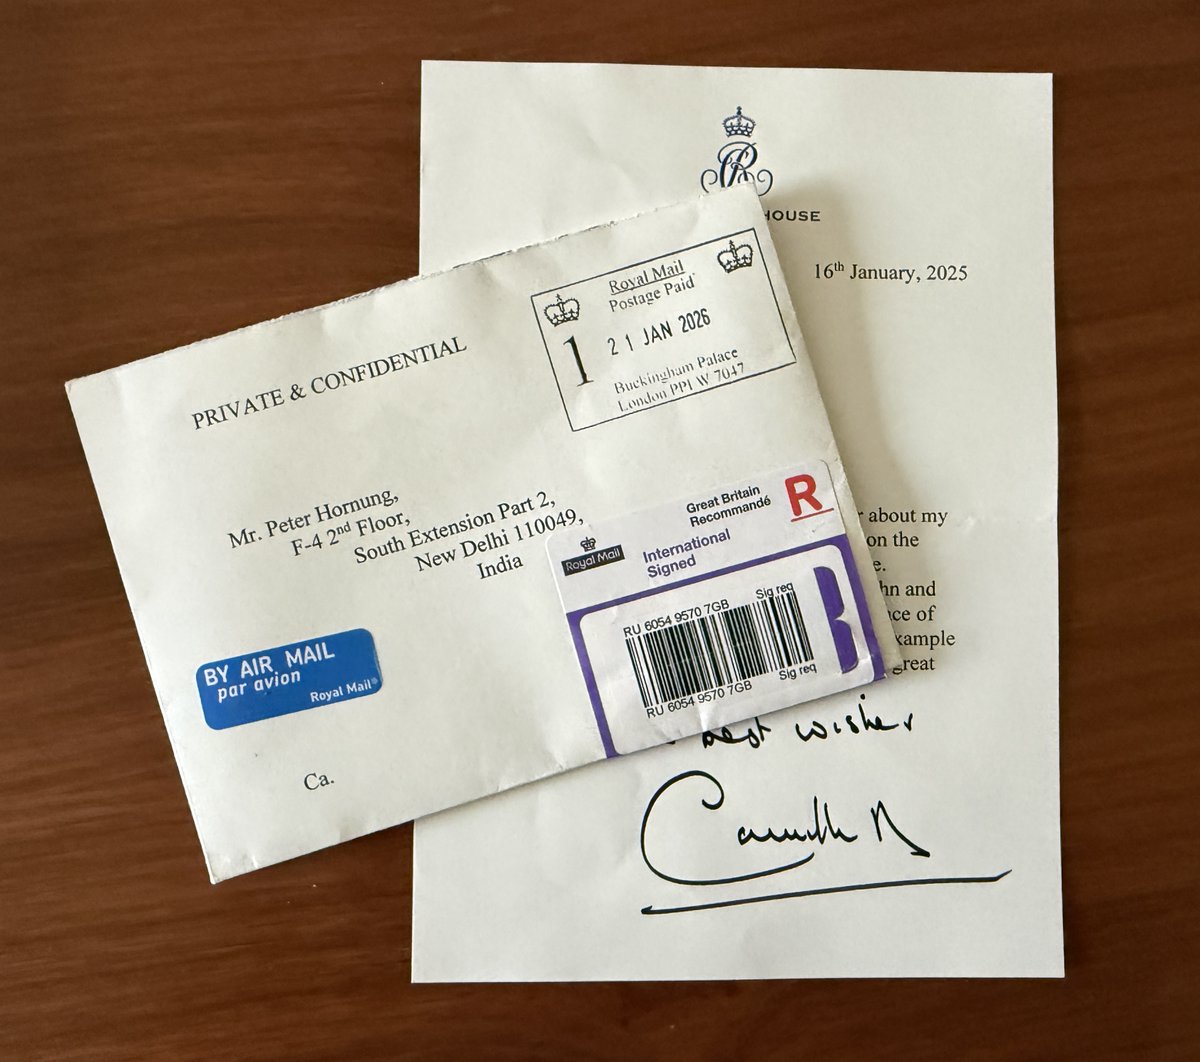 HOUSE
16th January, 2025
PRIVATE & CONFIDENTIAL
Royal Mail
Postage Paid
1
21 JAN 2026
Buckingham Palace
London PPI W 7047
Mr. Peter Hornung,
F-4 2nd Floor,
South Extension Part 2,
New Delhi 110049,
India
Great Britain
Recommandé
R
Royal Mail
International
Signed
RU 6054 9570 7GB
Sig req
RU 6054 9570 7GB
Sig req
BY AIR MAIL
par avion
Royal Mail
Ca.
about my
on the
and
of
great
best wishes
Camilla R